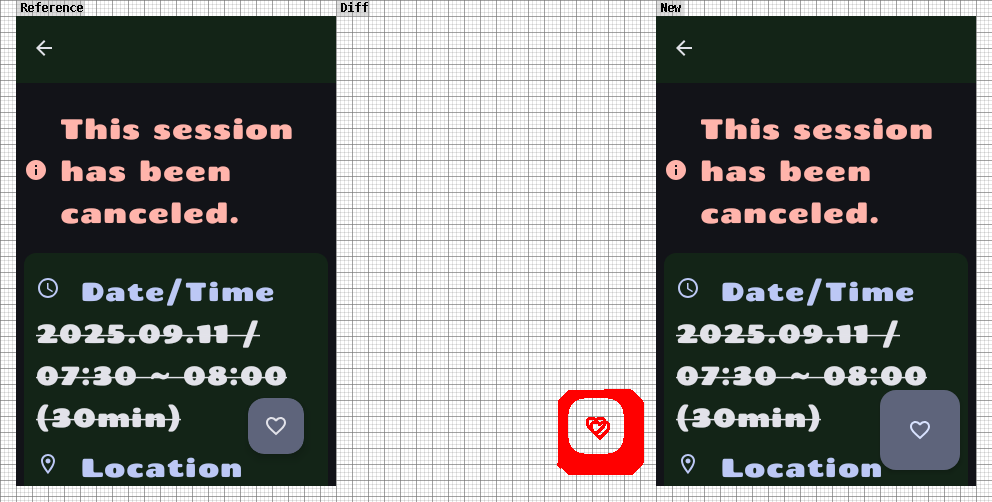 Reference
Diff
New
This session
has been
canceled.
Date/Time
2025.09.11 /
07:30 ~ 08:00
(30min)
Location
This session
has been
canceled.
Date/Time
2025.09.11 /
07:30 ~ 08:00
(30min)
Location